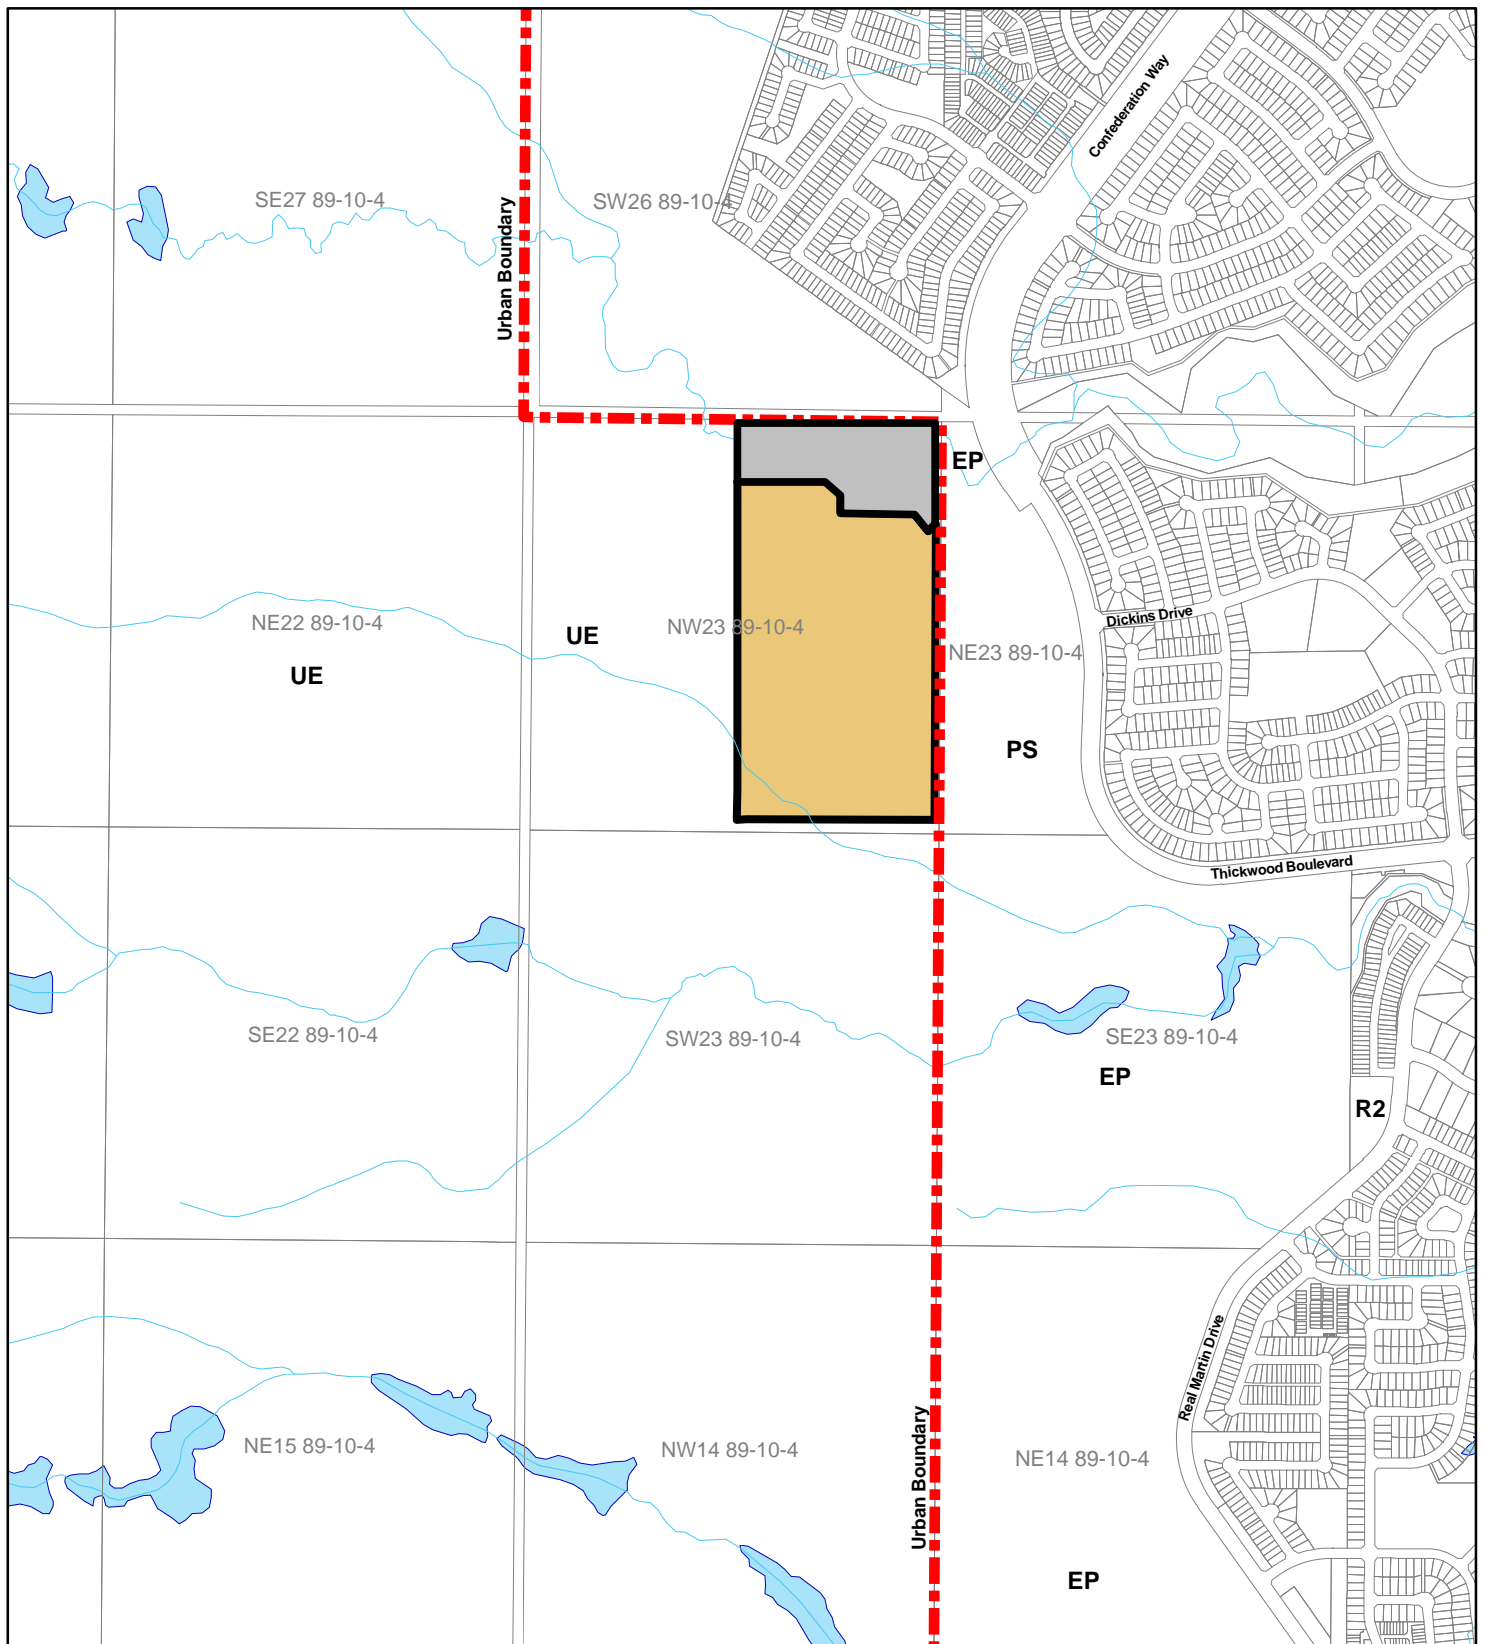 Confederation Way
SE27 89-10-4
SW26 89-10-4
Urban Boundary
EP
NE22 89-10-4
UE
NW23 89-10-4
Dickins Drive
NE23 89-10-4
UE
PS
Thickwood Boulevard
SE22 89-10-4
SW23 89-10-4
SE23 89-10-4
EP
R2
Real Martin Drive
NE15 89-10-4
NW14 89-10-4
Urban Boundary
NE14 89-10-4
EP